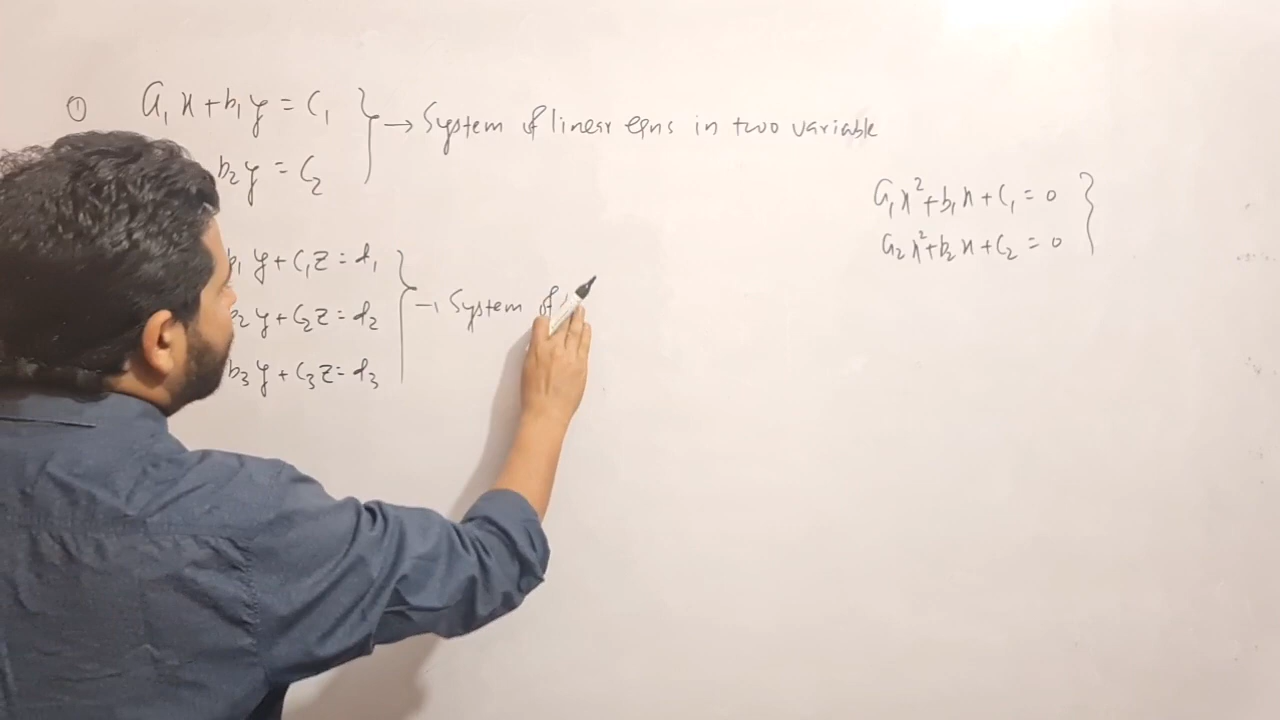 ① a₁x + b₁y = c₁ } → System of linear eqns in two variable
b₂y = c₂
a₁x² + b₁x + c₁ = 0 }
a₂x² + b₂x + c₂ = 0
b₁y + c₁z = d₁ } → System of
b₂y + c₂z = d₂
b₃y + c₃z = d₃